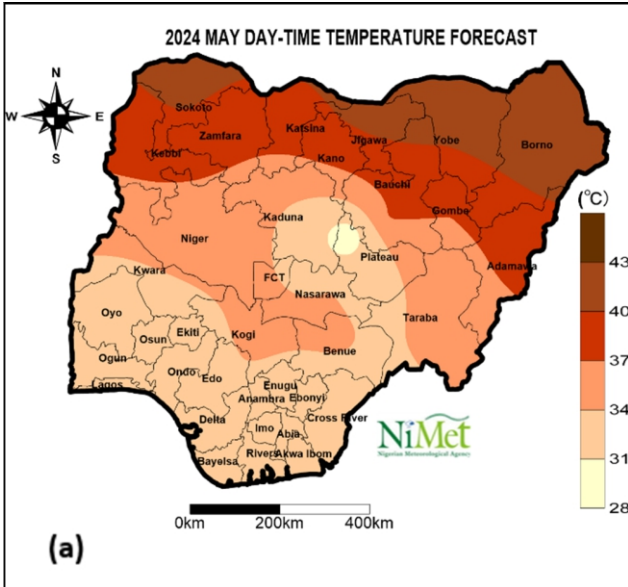 2024 MAY DAY-TIME TEMPERATURE FORECAST
N
W E
S
Sokoto
Zamfara
Katsina
Kebbi
Kano
Jigawa
Yobe
Borno
Bauchi
Gombe
Kaduna
Niger
Plateau
Adamawa
Kwara
FCT
Nasarawa
Taraba
Oyo
Osun
Ekiti
Kogi
Benue
Ogun
Ondo
Edo
Lagos
Enugu
Anambra
Ebonyi
Delta
Imo
Abia
Cross River
Bayelsa
Rivers
Akwa Ibom
(°C)
43
40
37
34
31
28
NiMet
Nigerian Meteorological Agency
0km 200km 400km
(a)